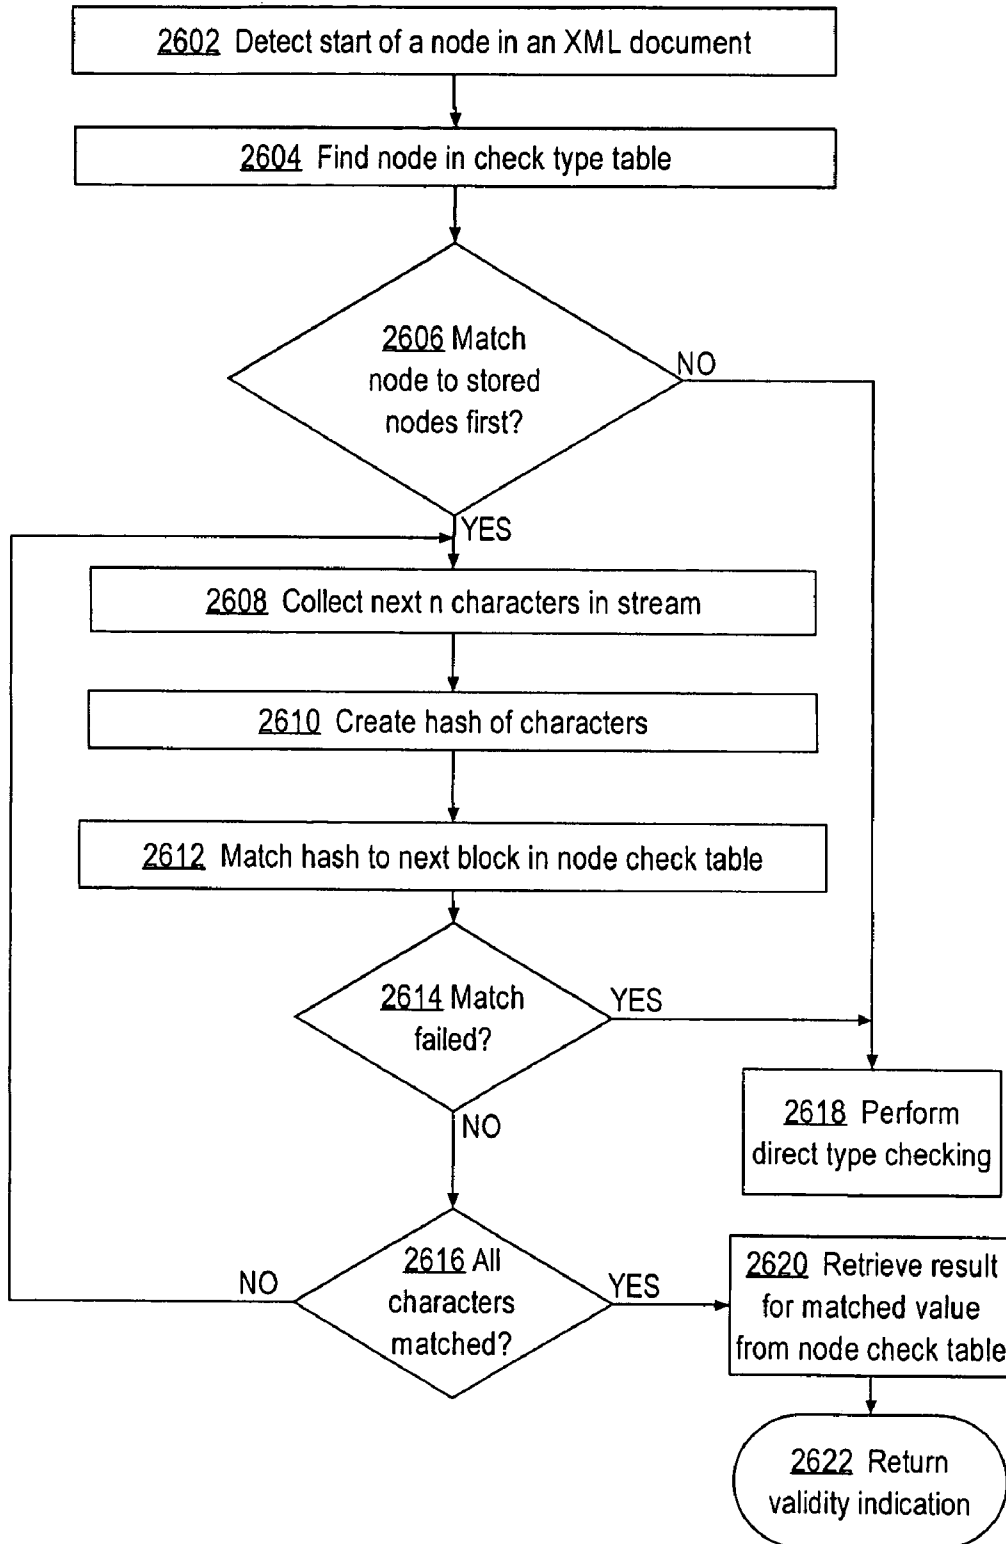 2602 Detect start of a node in an XML document
2604 Find node in check type table
2606 Match
node to stored
nodes first?
NO
YES
2608 Collect next n characters in stream
2610 Create hash of characters
2612 Match hash to next block in node check table
2614 Match
failed?
YES
NO
2618 Perform
direct type checking
2616 All
characters
matched?
NO
YES
2620 Retrieve result
for matched value
from node check table
2622 Return
validity indication